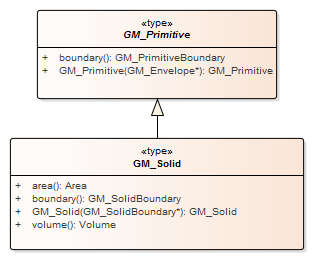 «type»
GM_Primitive
+ boundary(): GM_PrimitiveBoundary
+ GM_Primitive(GM_Envelope*): GM_Primitive
«type»
GM_Solid
+ area(): Area
+ boundary(): GM_SolidBoundary
+ GM_Solid(GM_SolidBoundary*): GM_Solid
+ volume(): Volume